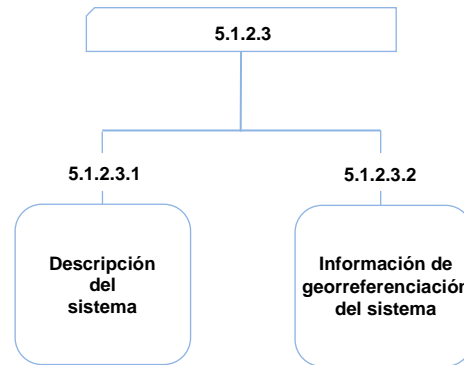 5.1.2.3
5.1.2.3.1
5.1.2.3.2
Descripción
del
sistema
Información de
georreferenciación
del sistema